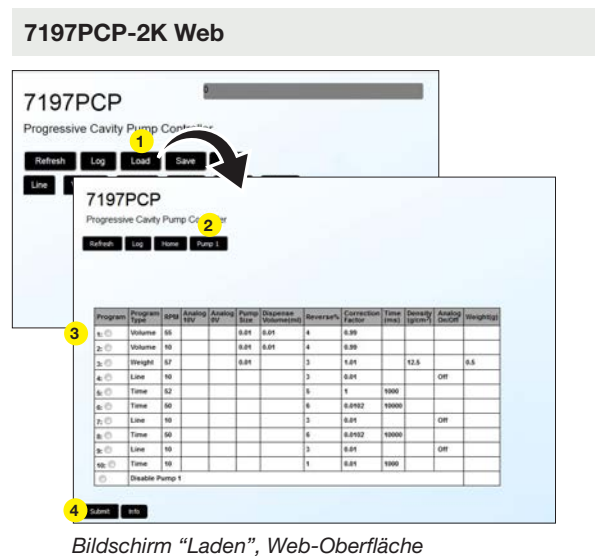 7197PCP-2K Web
0
7197PCP
Progressive Cavity Pump Controller
1
Refresh Log Load Save
Line
7197PCP
Progressive Cavity Pump
2
Refresh Log Home Pump 1
Program Program Type RPM Analog 10V Analog 0V Pump Size Dispense Volume(ml) Reverse% Correction Factor Time (ms) Density (g/cm³) Analog On/Off Weight(g)
3
1: Volume 55 0.01 0.01 4 0.99
2: Volume 10 0.01 0.01 4 0.99
3: Weight 57 0.01 3 1.01 12.5 0.5
4: Line 10 3 0.01 Off
5: Time 52 5 1 1000
6: Time 50 6 0.0102 10000
7: Line 10 3 0.01 Off
8: Time 50 6 0.0102 10000
9: Line 10 3 0.01 Off
10: Time 10 1 0.01 1000
Disable Pump 1
4
Submit Info
Bildschirm “Laden”, Web-Oberfläche